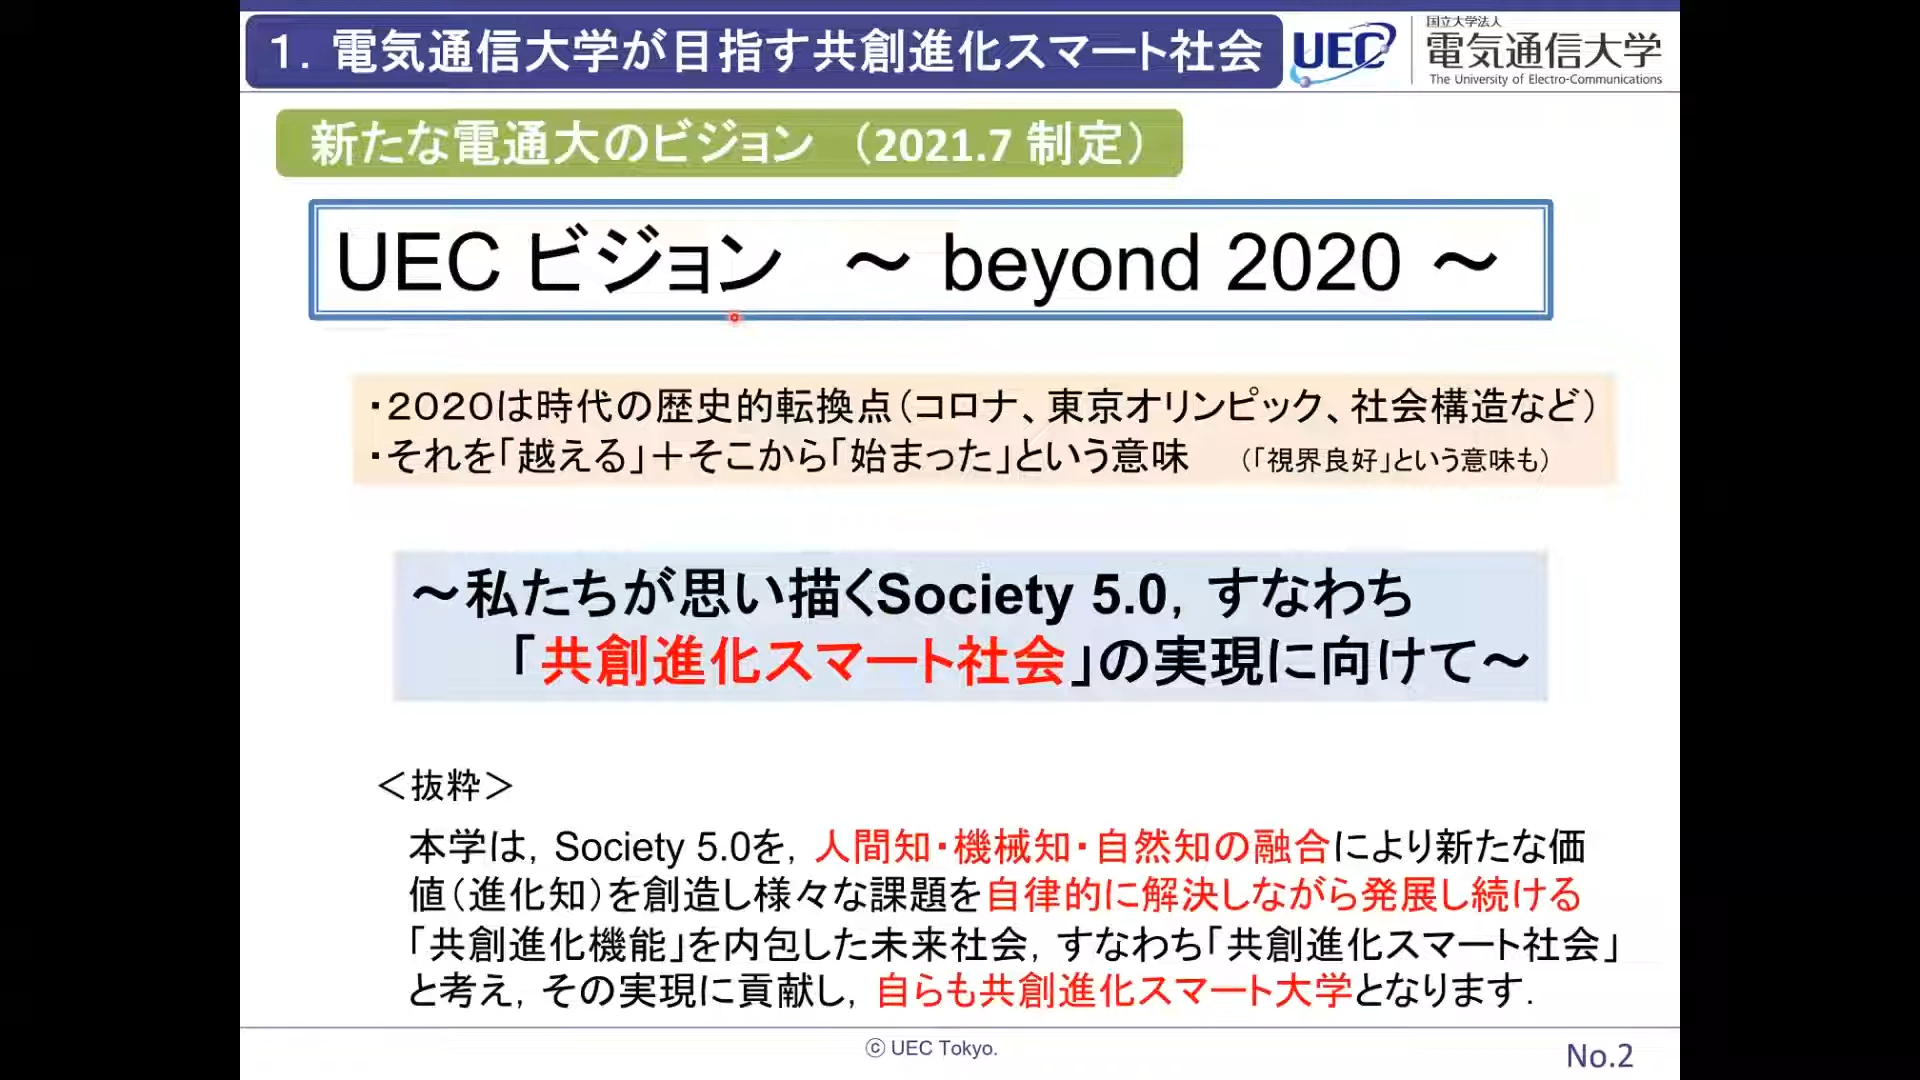 1. 電気通信大学が目指す共創進化スマート社会
UEC
国立大学法人
電気通信大学
The University of Electro-Communications
新たな電通大のビジョン （2021.7 制定）
UEC ビジョン ～ beyond 2020 ～
・2020は時代の歴史的転換点（コロナ、東京オリンピック、社会構造など）
・それを「越える」＋そこから「始まった」という意味 （「視界良好」という意味も）
～私たちが思い描くSociety 5.0，すなわち
「共創進化スマート社会」の実現に向けて～
＜抜粋＞
本学は，Society 5.0を，人間知・機械知・自然知の融合により新たな価
値（進化知）を創造し様々な課題を自律的に解決しながら発展し続ける
「共創進化機能」を内包した未来社会，すなわち「共創進化スマート社会」
と考え，その実現に貢献し，自らも共創進化スマート大学となります．
ⓒ UEC Tokyo.
No.2